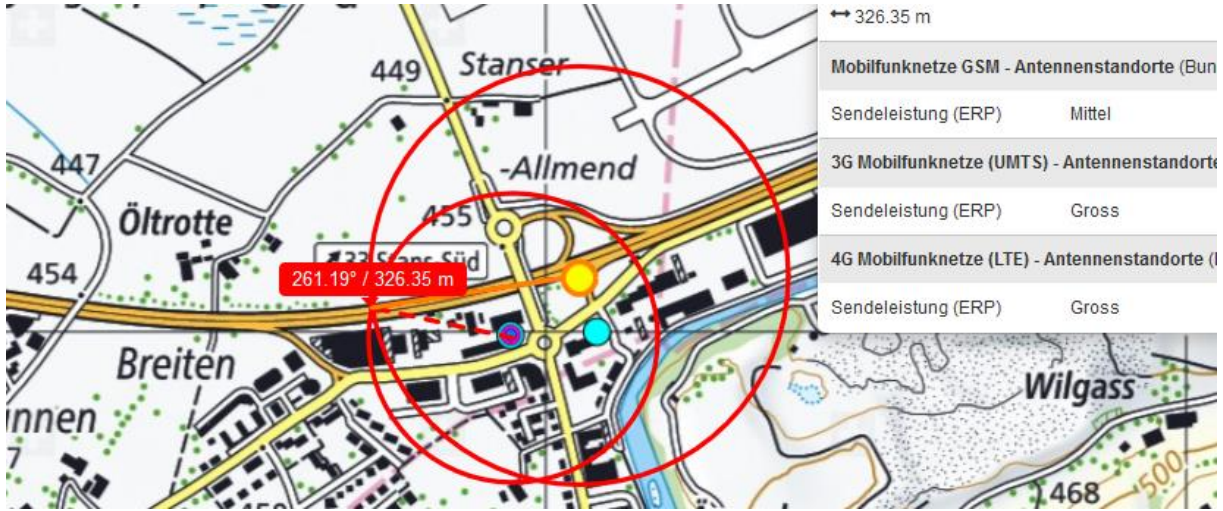 449
Stanser
-Allmend
447
Öltrotte
455
33 Stans-Süd
454
261.19° / 326.35 m
Breiten
nnen
7
Wilgass
468
500
326.35 m
Mobilfunknetze GSM - Antennenstandorte (Bun
Sendeleistung (ERP) Mittel
3G Mobilfunknetze (UMTS) - Antennenstandorte
Sendeleistung (ERP) Gross
4G Mobilfunknetze (LTE) - Antennenstandorte (
Sendeleistung (ERP) Gross